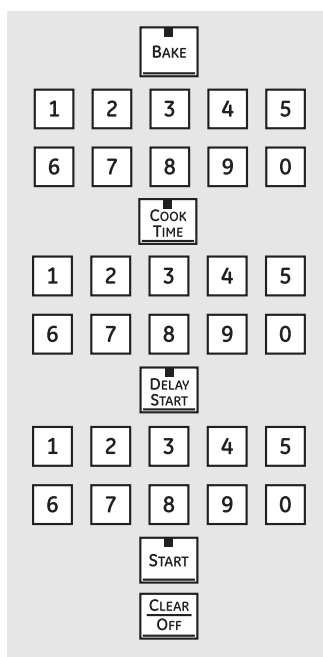 BAKE
1 2 3 4 5
6 7 8 9 0
COOK
TIME
1 2 3 4 5
6 7 8 9 0
DELAY
START
1 2 3 4 5
6 7 8 9 0
START
CLEAR
OFF